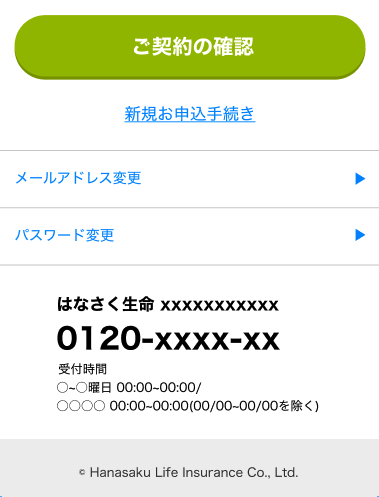 ご契約の確認
新規お申込手続き
メールアドレス変更
パスワード変更
はなさく生命 xxxxxxxxxxx
0120-xxxx-xx
受付時間
○~○曜日 00:00~00:00/
○○○○ 00:00~00:00(00/00~00/00を除く)
© Hanasaku Life Insurance Co., Ltd.